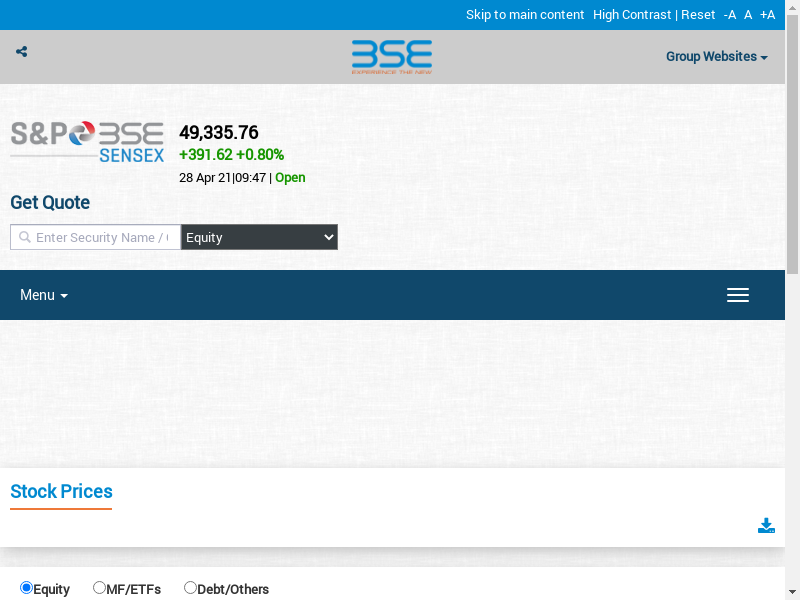 Skip to main content High Contrast | Reset -A A +A
BSE
EXPERIENCE THE NEW
Group Websites
S&P BSE
SENSEX
49,335.76
+391.62 +0.80%
28 Apr 21|09:47 | Open
Get Quote
Enter Security Name / Equity
Menu
Stock Prices
Equity MF/ETFs Debt/Others